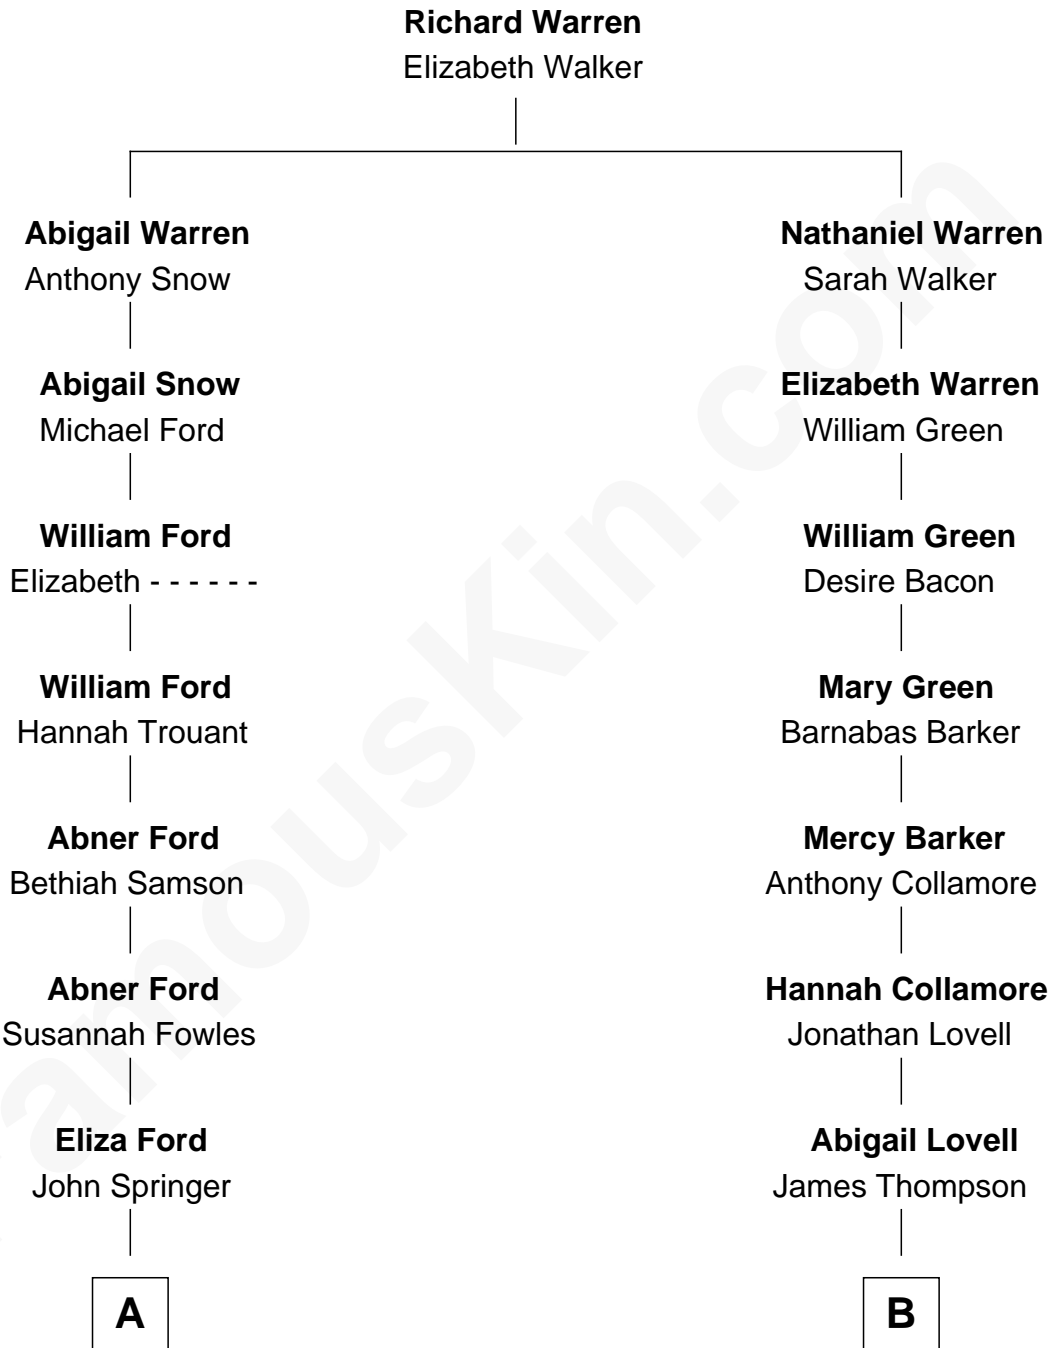 Richard Warren
Elizabeth Walker
Abigail Warren
Anthony Snow
Nathaniel Warren
Sarah Walker
Abigail Snow
Michael Ford
Elizabeth Warren
William Green
William Ford
Elizabeth - - - - - -
William Green
Desire Bacon
William Ford
Hannah Trouant
Mary Green
Barnabas Barker
Abner Ford
Bethiah Samson
Mercy Barker
Anthony Collamore
Abner Ford
Susannah Fowles
Hannah Collamore
Jonathan Lovell
Eliza Ford
John Springer
Abigail Lovell
James Thompson
A
B
amouskin.com